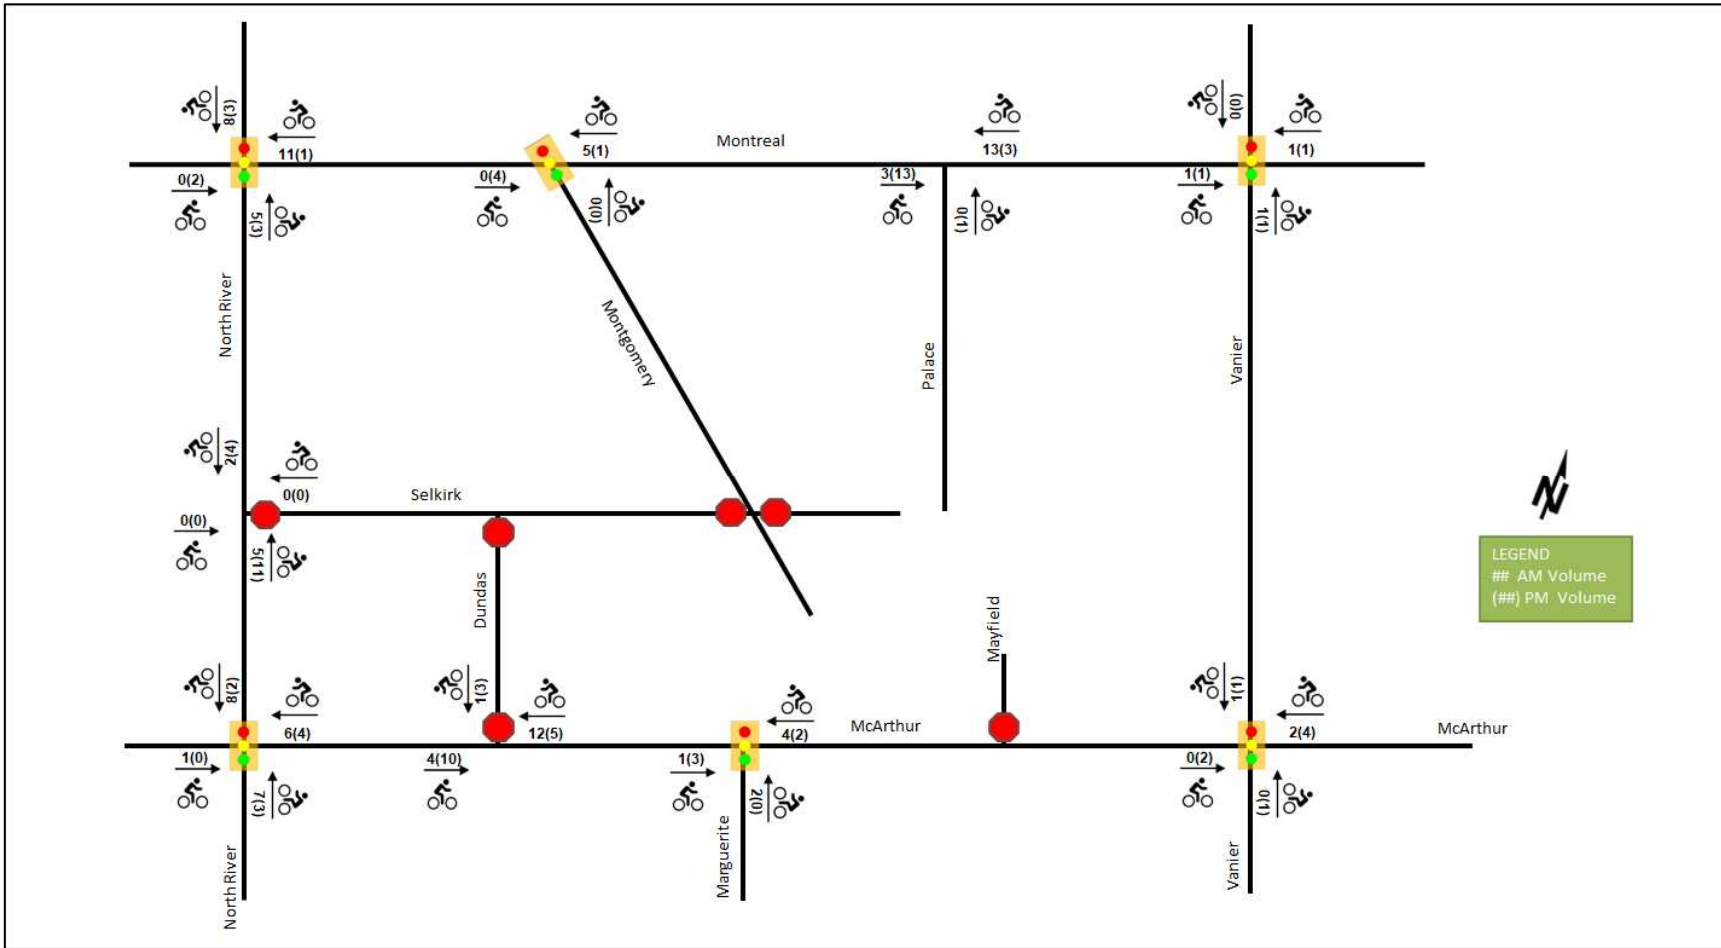 8(3)
11(1)
0(2)
5(3)
5(1)
0(4)
0(0)
Montreal
13(3)
3(13)
0(1)
0(0)
1(1)
1(1)
1(1)
North River
Montgomery
Palace
Vanier
2(4)
0(0)
Selkirk
0(0)
5(11)
Dundas
Mayfield
LEGEND
## AM Volume
(##) PM Volume
8(2)
6(4)
1(0)
7(3)
1(3)
12(5)
4(10)
4(2)
1(3)
2(0)
McArthur
1(1)
2(4)
0(2)
0(1)
McArthur
North River
Marguerite
Vanier
N